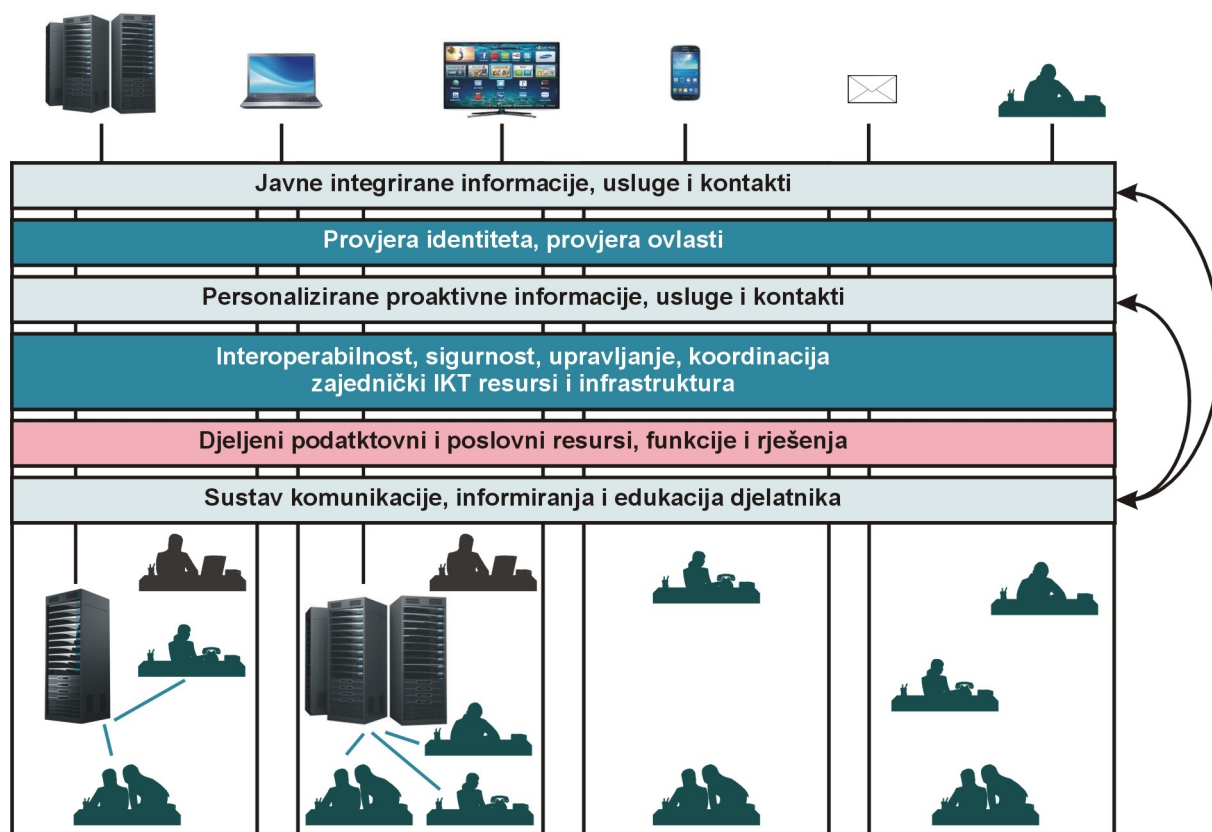 Javne integrirane informacije, usluge i kontakti
Provjera identiteta, provjera ovlasti
Personalizirane proaktivne informacije, usluge i kontakti
Interoperabilnost, sigurnost, upravljanje, koordinacija
zajednički IKT resursi i infrastruktura
Djeljeni podatktovni i poslovni resursi, funkcije i rješenja
Sustav komunikacije, informiranja i edukacija djelatnika